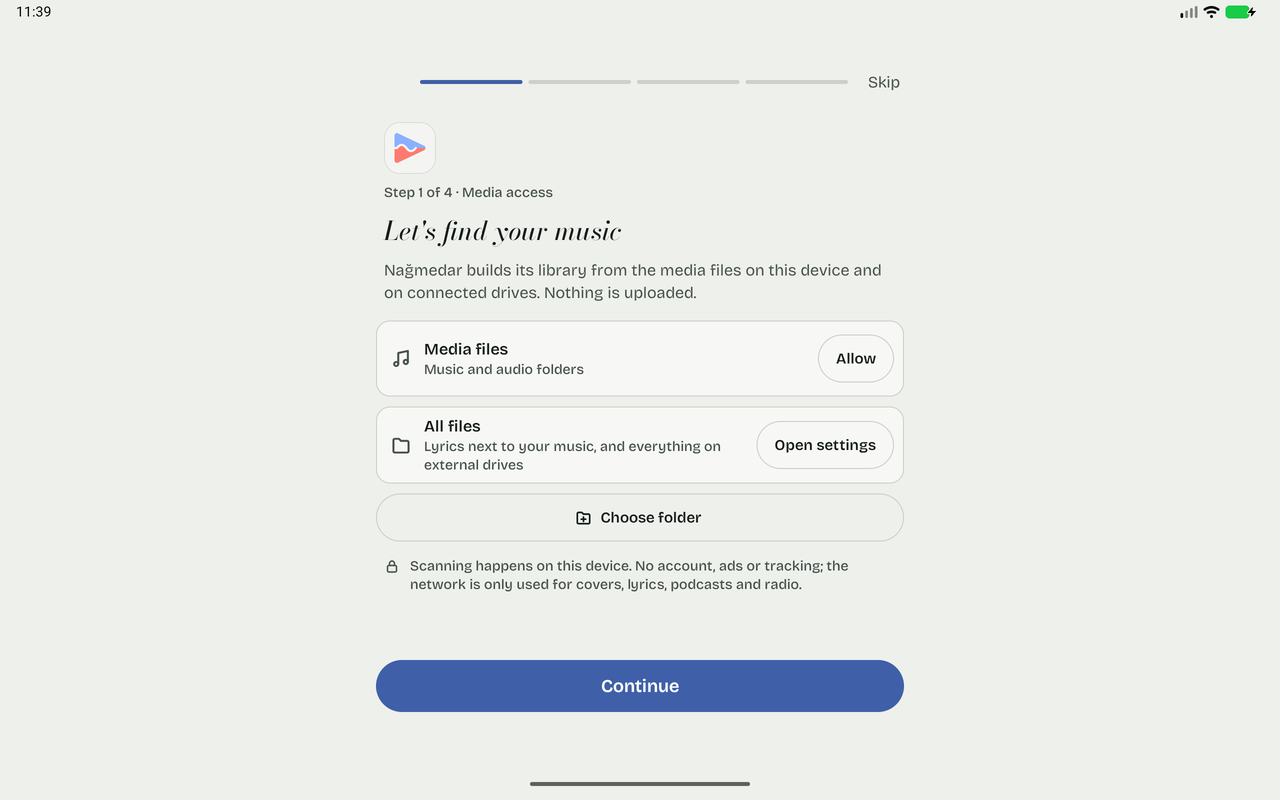 11:39
Skip
Step 1 of 4 · Media access
Let's find your music
Nağmedar builds its library from the media files on this device and
on connected drives. Nothing is uploaded.
Media files
Music and audio folders
Allow
All files
Lyrics next to your music, and everything on
external drives
Open settings
Choose folder
Scanning happens on this device. No account, ads or tracking; the
network is only used for covers, lyrics, podcasts and radio.
Continue